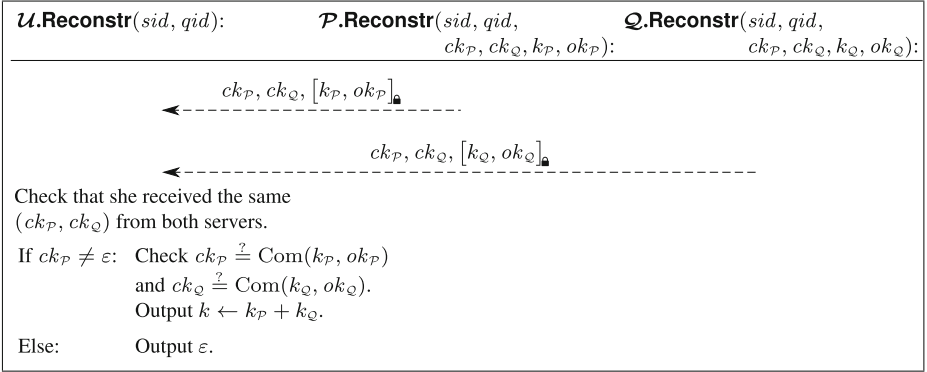 𝓤.Reconstr(sid, qid): 𝓟.Reconstr(sid, qid, 𝓠.Reconstr(sid, qid,
ck_𝒫, ck_𝒬, k_𝒫, ok_𝒫): ck_𝒫, ck_𝒬, k_𝒬, ok_𝒬):
ck_𝒫, ck_𝒬, [k_𝒫, ok_𝒫]🔒
ck_𝒫, ck_𝒬, [k_𝒬, ok_𝒬]🔒
Check that she received the same
(ck_𝒫, ck_𝒬) from both servers.
If ck_𝒫 ≠ ε: Check ck_𝒫 ≟ Com(k_𝒫, ok_𝒫)
and ck_𝒬 ≟ Com(k_𝒬, ok_𝒬).
Output k ← k_𝒫 + k_𝒬.
Else: Output ε.